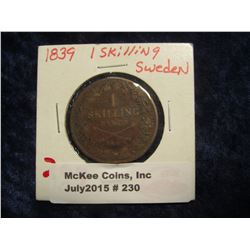 1839 1 Skilling
Sweden
1
SKILLING
McKee Coins, Inc
July2015 # 230